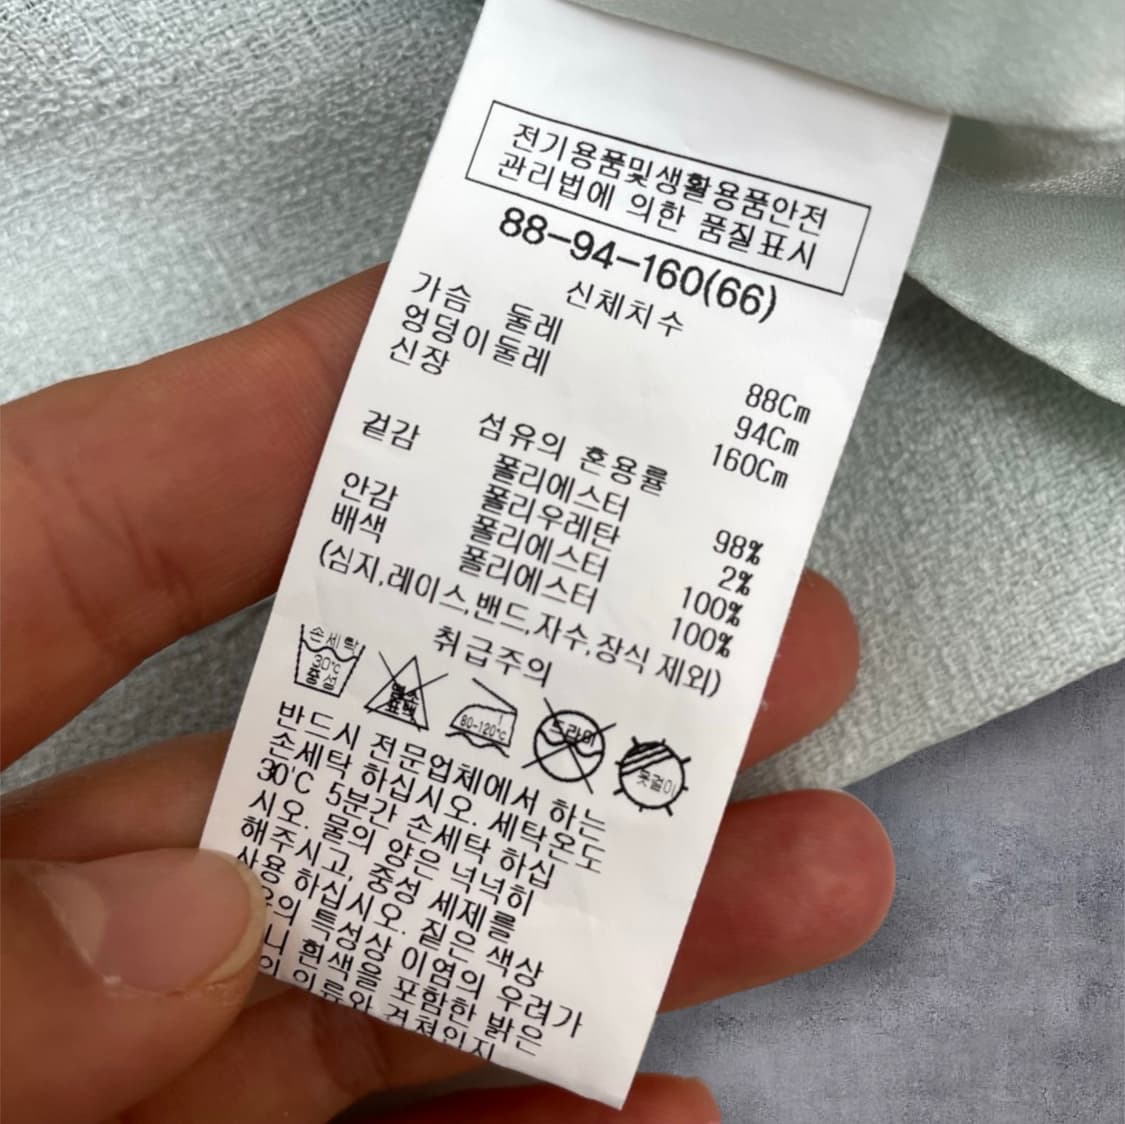 전기용품및생활용품안전
관리법에 의한 품질표시
88-94-160(66)
신체치수
가슴 둘레 88Cm
엉덩이둘레 94Cm
신장 160Cm
섬유의 혼용률
겉감 폴리에스터 98%
폴리우레탄 2%
안감 폴리에스터 100%
배색 폴리에스터 100%
(심지,레이스,밴드,자수,장식 제외)
취급주의
손세탁
30℃
중성
염소
표백
80-120℃
드라이
옷걸이
반드시 전문업체에서 하는
손세탁 하십시오. 세탁온도
30'C 5분간 손세탁 하십
시오. 물의 양은 넉넉히
해주시고, 중성 세제를
사용 하십시오. 짙은 색상
의 특성상 이염의 우려가
니 흰색을 포함한 밝은
의 의류와 겹쳐있지